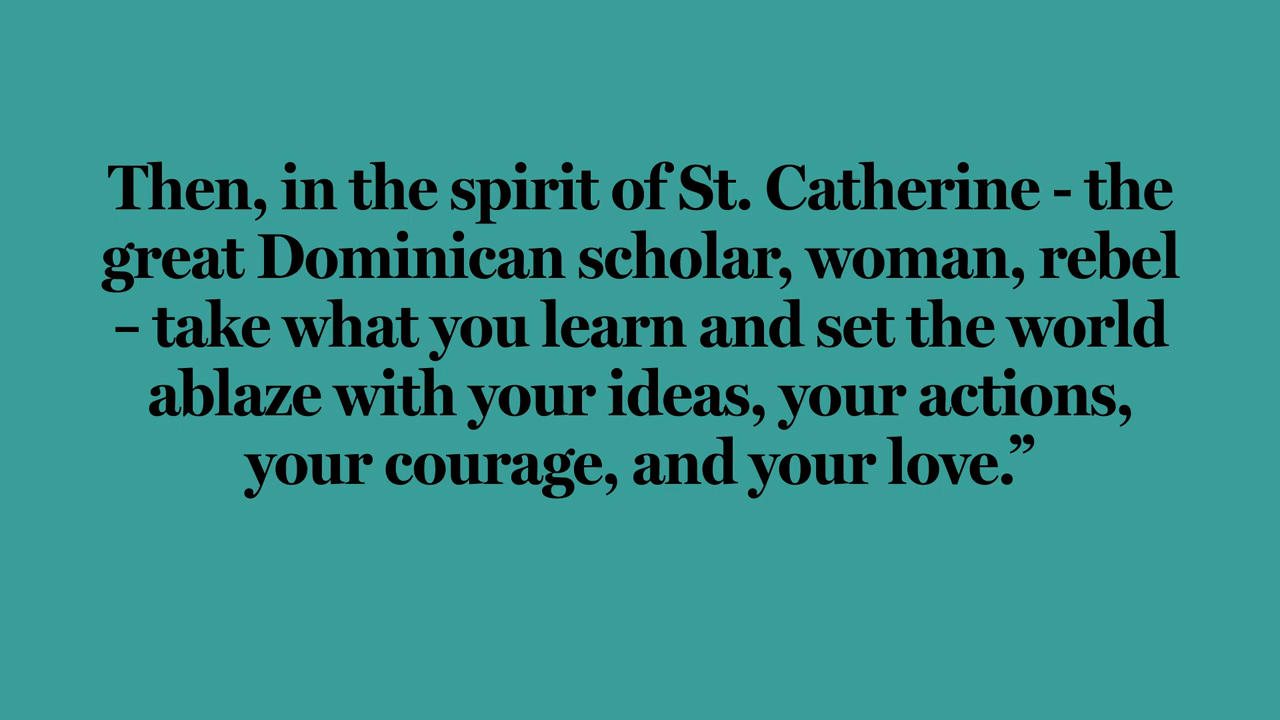 Then, in the spirit of St. Catherine - the
great Dominican scholar, woman, rebel
– take what you learn and set the world
ablaze with your ideas, your actions,
your courage, and your love.”